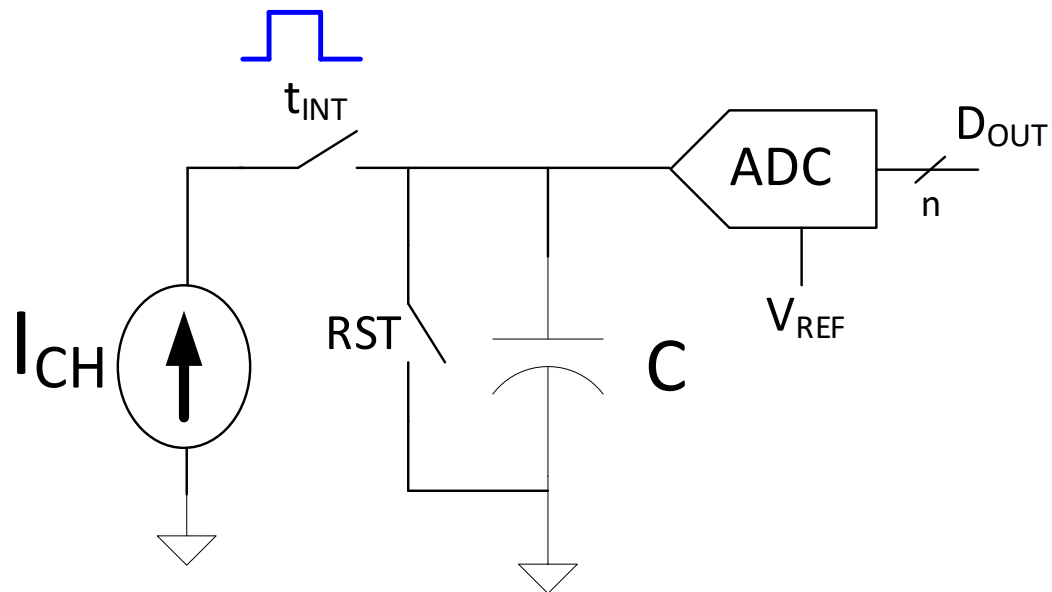 tINT
DOUT
ADC
n
VREF
RST
ICH
C